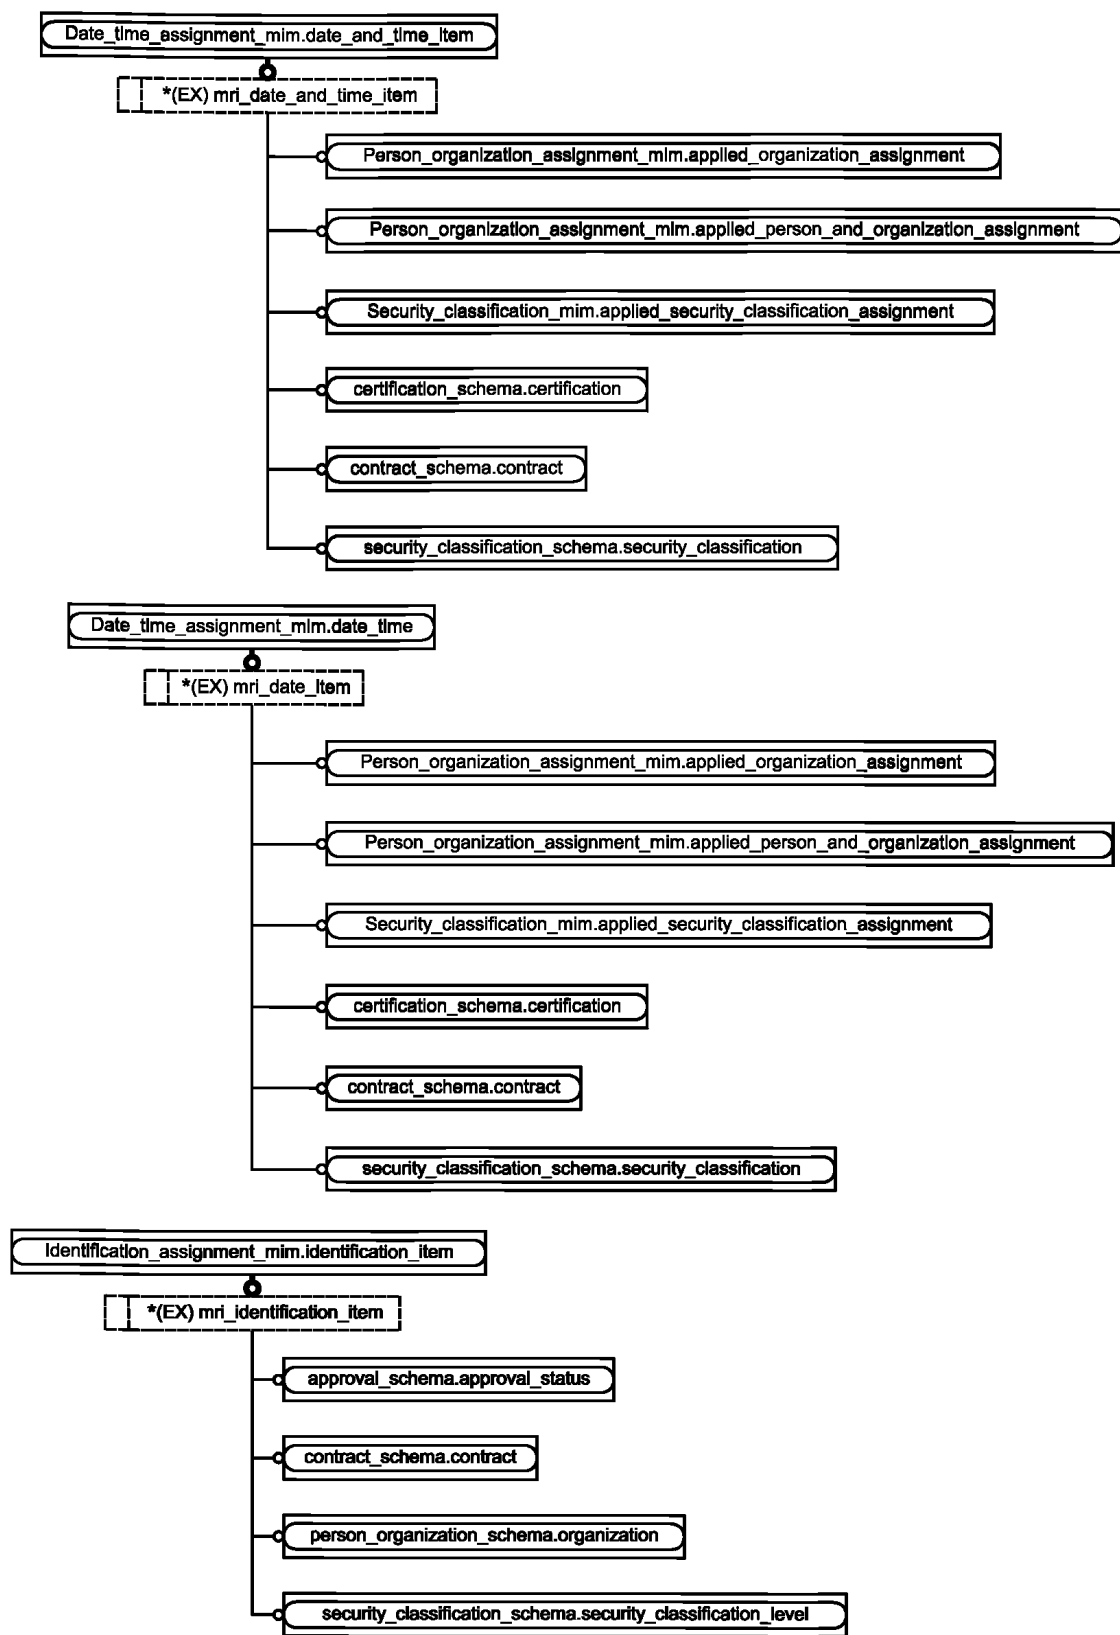 Date_time_assignment_mim.date_and_time_item
*(EX) mri_date_and_time_item
Person_organization_assignment_mim.applied_organization_assignment
Person_organization_assignment_mim.applied_person_and_organization_assignment
Security_classification_mim.applied_security_classification_assignment
certification_schema.certification
contract_schema.contract
security_classification_schema.security_classification
Date_time_assignment_mim.date_time
*(EX) mri_date_item
Person_organization_assignment_mim.applied_organization_assignment
Person_organization_assignment_mim.applied_person_and_organization_assignment
Security_classification_mim.applied_security_classification_assignment
certification_schema.certification
contract_schema.contract
security_classification_schema.security_classification
Identification_assignment_mim.identification_item
*(EX) mri_identification_item
approval_schema.approval_status
contract_schema.contract
person_organization_schema.organization
security_classification_schema.security_classification_level